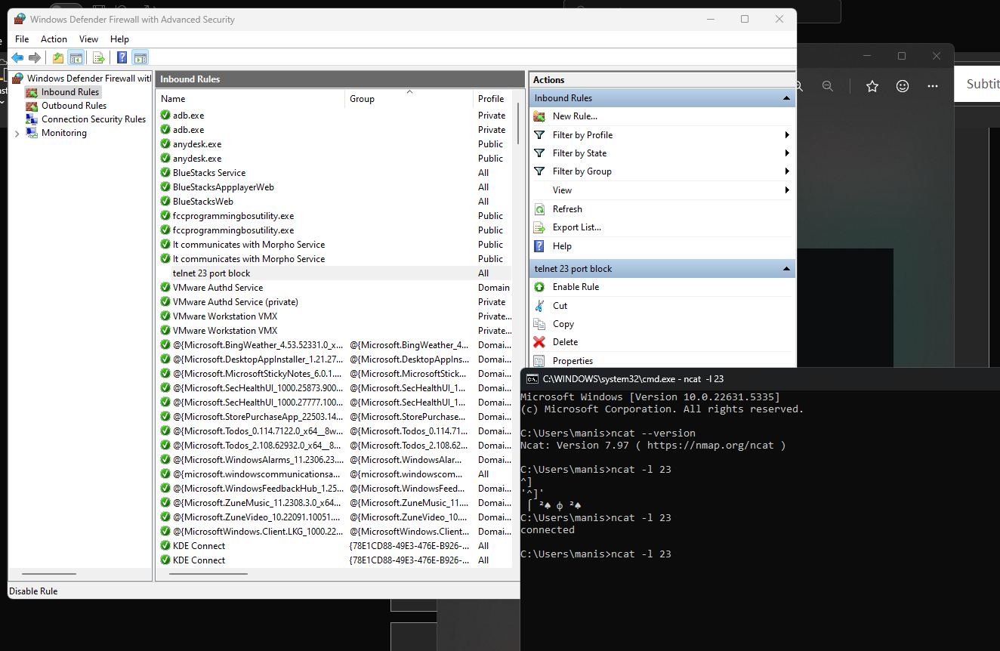 Windows Defender Firewall with Advanced Security
File Action View Help
Windows Defender Firewall witl
Inbound Rules
Outbound Rules
Connection Security Rules
Monitoring
Inbound Rules
Name Group Profile
adb.exe Private
adb.exe Private
anydesk.exe Public
anydesk.exe Public
BlueStacks Service All
BlueStacksAppplayerWeb All
BlueStacksWeb All
fccprogrammingbosutility.exe Public
fccprogrammingbosutility.exe Public
It communicates with Morpho Service Public
It communicates with Morpho Service Public
telnet 23 port block All
VMware Authd Service Domain
VMware Authd Service (private) Private
VMware Workstation VMX Private...
VMware Workstation VMX Private...
@{Microsoft.BingWeather_4.53.52331.0_x... @{Microsoft.BingWeather_4... Domai...
@{Microsoft.DesktopAppInstaller_1.21.27... @{Microsoft.DesktopAppIns... Domai...
@{Microsoft.MicrosoftStickyNotes_6.0.1.... @{Microsoft.MicrosoftStick... Domai...
@{Microsoft.SecHealthUI_1000.25873.900... @{Microsoft.SecHealthUI_1... Domai...
@{Microsoft.SecHealthUI_1000.27777.100... @{Microsoft.SecHealthUI_1... Domai...
@{Microsoft.StorePurchaseApp_22503.14... @{Microsoft.StorePurchase... Domai...
@{Microsoft.Todos_0.114.7122.0_x64__8w... @{Microsoft.Todos_0.114.71... Domai...
@{Microsoft.Todos_2.108.62932.0_x64__8... @{Microsoft.Todos_2.108.62... Domai...
@{Microsoft.WindowsAlarms_11.2306.23.... @{Microsoft.WindowsAlar... Domai...
@{microsoft.windowscommunicationsa... @{microsoft.windowscom... All
@{Microsoft.WindowsFeedbackHub_1.25... @{Microsoft.WindowsFeed... Domai...
@{Microsoft.ZuneMusic_11.2308.3.0_x64... @{Microsoft.ZuneMusic_11.... Domai...
@{Microsoft.ZuneVideo_10.22091.10051.... @{Microsoft.ZuneVideo_10.... Domai...
@{MicrosoftWindows.Client.LKG_1000.22... @{MicrosoftWindows.Client... Domai...
KDE Connect {78E1CD88-49E3-476E-B926-... All
KDE Connect {78E1CD88-49E3-476E-B926-... All
Actions
Inbound Rules
New Rule...
Filter by Profile
Filter by State
Filter by Group
View
Refresh
Export List...
Help
telnet 23 port block
Enable Rule
Cut
Copy
Delete
Properties
Disable Rule
Subtit
C:\WINDOWS\system32\cmd.exe - ncat -l 23
Microsoft Windows [Version 10.0.22631.5335]
(c) Microsoft Corporation. All rights reserved.
C:\Users\manis>ncat --version
Ncat: Version 7.97 ( https://nmap.org/ncat )
C:\Users\manis>ncat -l 23
^]
'^]'
⌠ ²♠ ϕ ²♠
C:\Users\manis>ncat -l 23
connected
C:\Users\manis>ncat -l 23